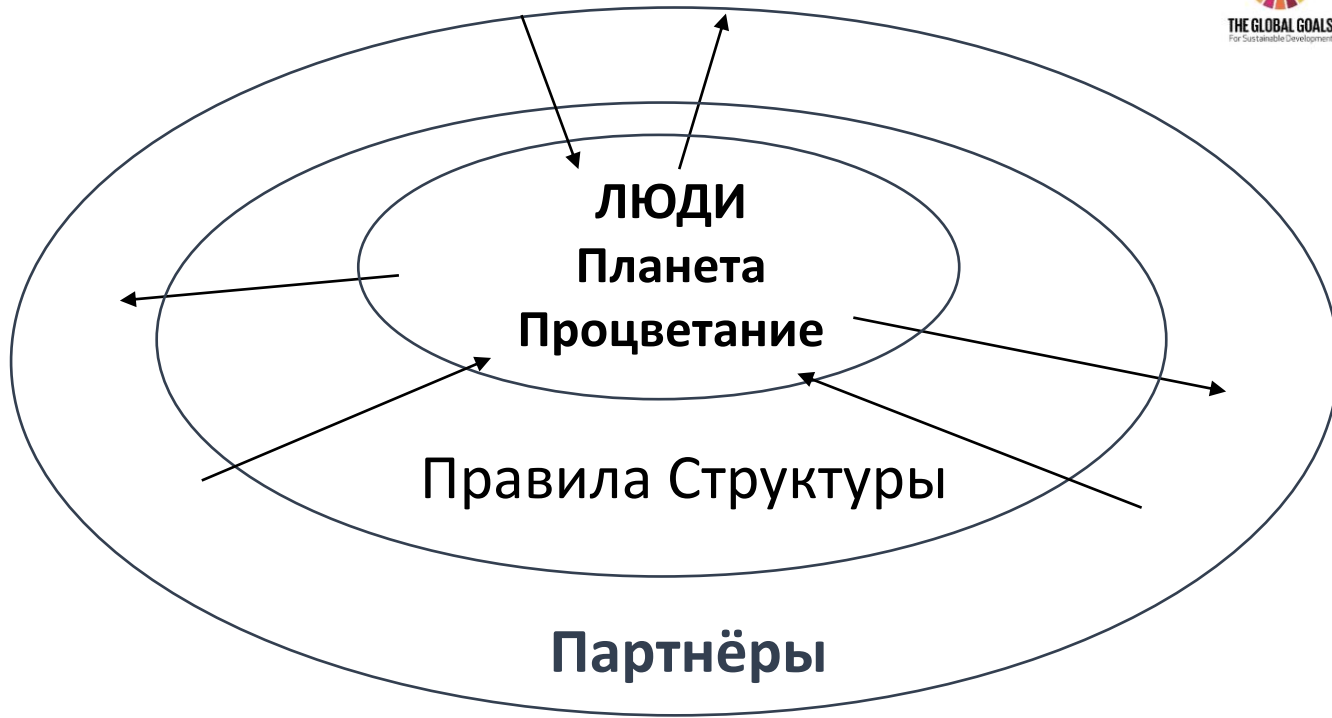 THE GLOBAL GOALS
For Sustainable Development
ЛЮДИ
Планета
Процветание
Правила Структуры
Партнёры